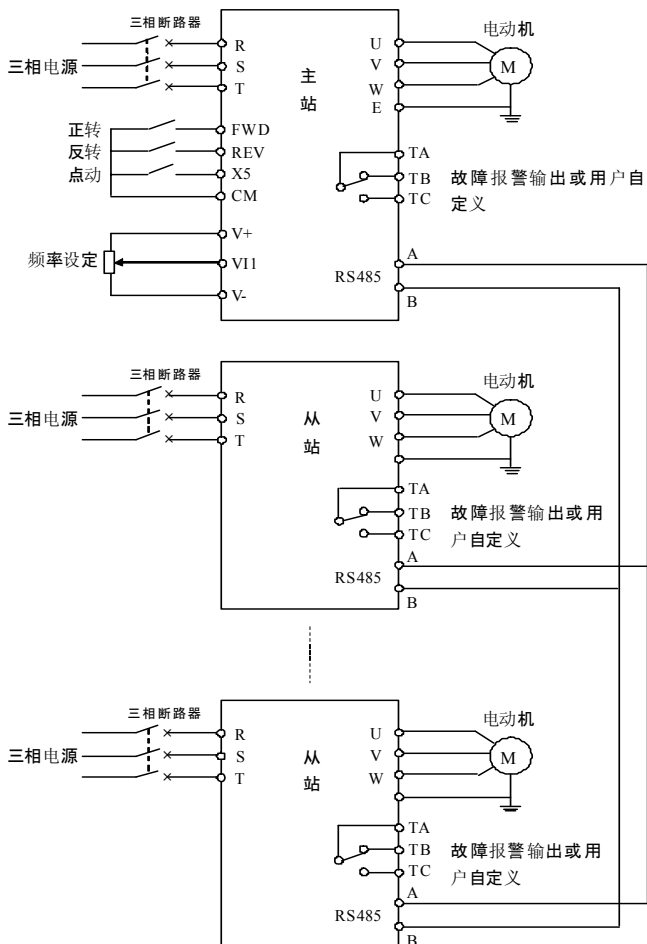 三相断路器
电动机
三相电源
R
S
T
主
站
U
V
W
E
M
正转
反转
点动
FWD
REV
X5
CM
TA
TB
TC
故障报警输出或用户自
定义
频率设定
V+
VI1
V-
RS485
A
B
三相断路器
电动机
三相电源
R
S
T
从
站
U
V
W
M
TA
TB
TC
故障报警输出或用
户自定义
RS485
A
B
三相断路器
电动机
三相电源
R
S
T
从
站
U
V
W
M
TA
TB
TC
故障报警输出或用
户自定义
RS485
A
B